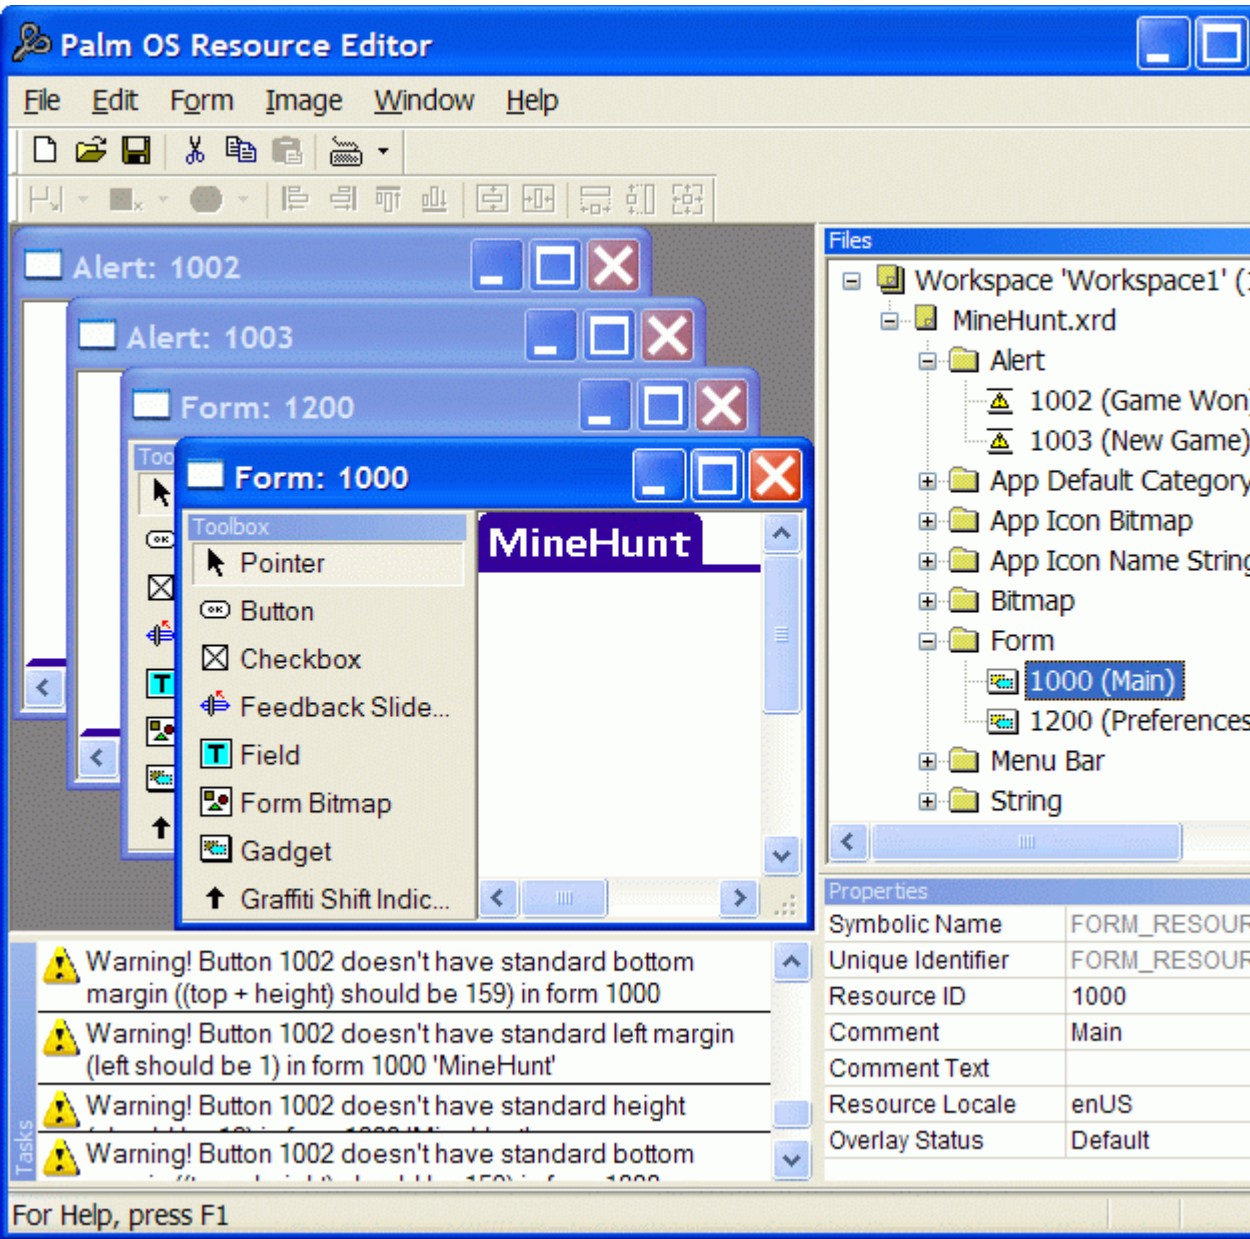 Palm OS Resource Editor
File Edit Form Image Window Help
Alert: 1002
Alert: 1003
Form: 1200
Form: 1000
Toolbox
Pointer
Button
Checkbox
Feedback Slide...
Field
Form Bitmap
Gadget
Graffiti Shift Indic...
MineHunt
Files
Workspace 'Workspace1' (1
MineHunt.xrd
Alert
1002 (Game Won)
1003 (New Game)
App Default Category
App Icon Bitmap
App Icon Name String
Bitmap
Form
1000 (Main)
1200 (Preferences
Menu Bar
String
Properties
Symbolic Name FORM_RESOUR
Unique Identifier FORM_RESOUR
Resource ID 1000
Comment Main
Comment Text
Resource Locale enUS
Overlay Status Default
Tasks
Warning! Button 1002 doesn't have standard bottom
margin ((top + height) should be 159) in form 1000
Warning! Button 1002 doesn't have standard left margin
(left should be 1) in form 1000 'MineHunt'
Warning! Button 1002 doesn't have standard height
Warning! Button 1002 doesn't have standard bottom
For Help, press F1